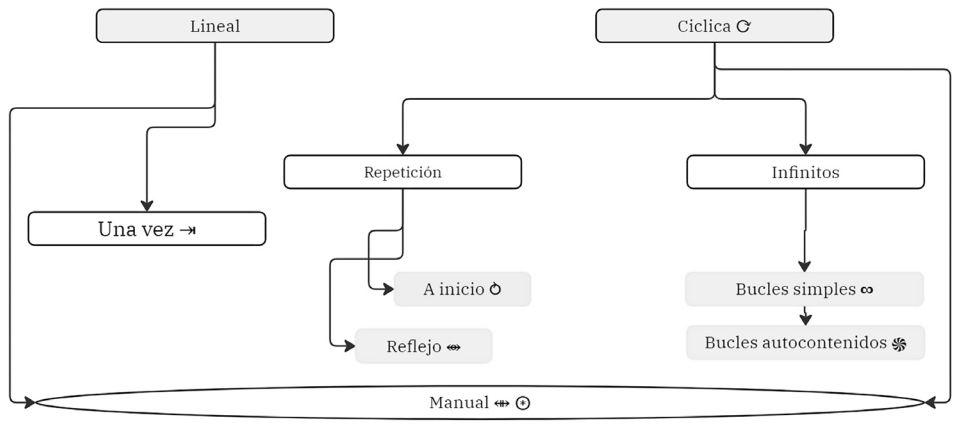 Lineal
Ciclica ⟳
Repetición
Infinitos
Una vez ⇥
A inicio ⥁
Bucles simples ∞
Bucles autocontenidos
Reflejo
Manual ⇹ ⊛